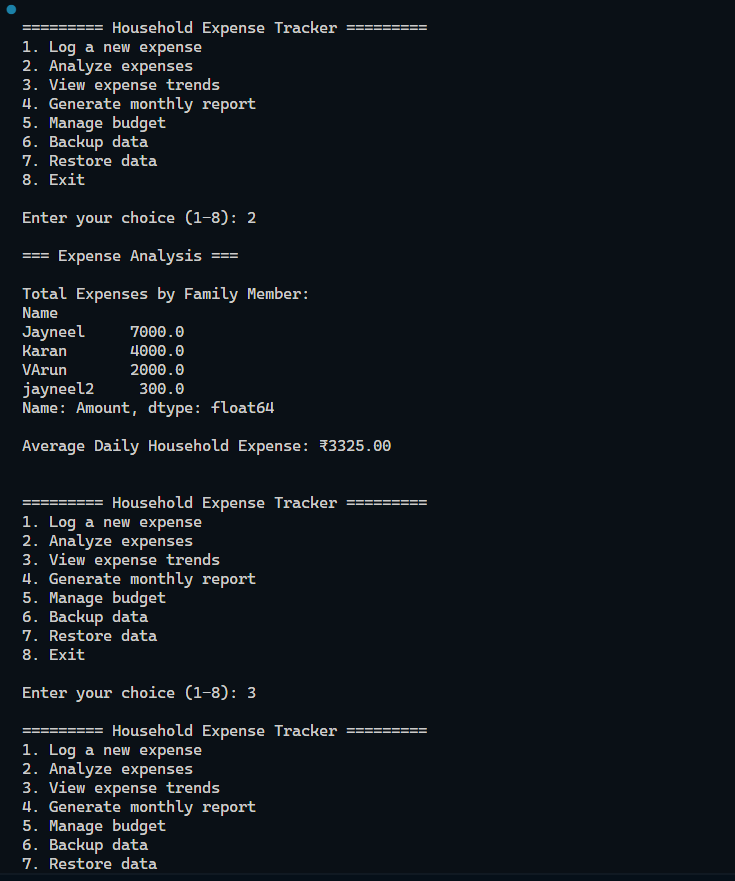 ========= Household Expense Tracker =========
1. Log a new expense
2. Analyze expenses
3. View expense trends
4. Generate monthly report
5. Manage budget
6. Backup data
7. Restore data
8. Exit
Enter your choice (1-8): 2
=== Expense Analysis ===
Total Expenses by Family Member:
Name
Jayneel     7000.0
Karan       4000.0
VArun       2000.0
jayneel2     300.0
Name: Amount, dtype: float64
Average Daily Household Expense: ₹3325.00
========= Household Expense Tracker =========
1. Log a new expense
2. Analyze expenses
3. View expense trends
4. Generate monthly report
5. Manage budget
6. Backup data
7. Restore data
8. Exit
Enter your choice (1-8): 3
========= Household Expense Tracker =========
1. Log a new expense
2. Analyze expenses
3. View expense trends
4. Generate monthly report
5. Manage budget
6. Backup data
7. Restore data